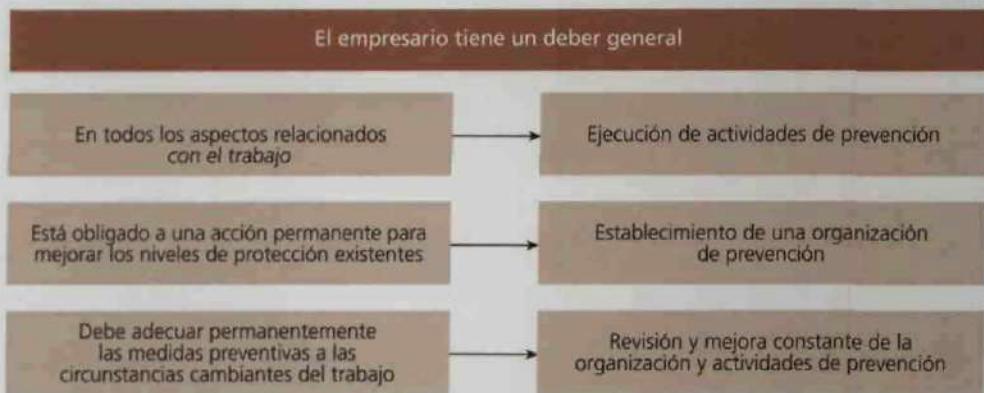 El empresario tiene un deber general
En todos los aspectos relacionados
con el trabajo
Ejecución de actividades de prevención
Está obligado a una acción permanente para
mejorar los niveles de protección existentes
Establecimiento de una organización
de prevención
Debe adecuar permanentemente
las medidas preventivas a las
circunstancias cambiantes del trabajo
Revisión y mejora constante de la
organización y actividades de prevención